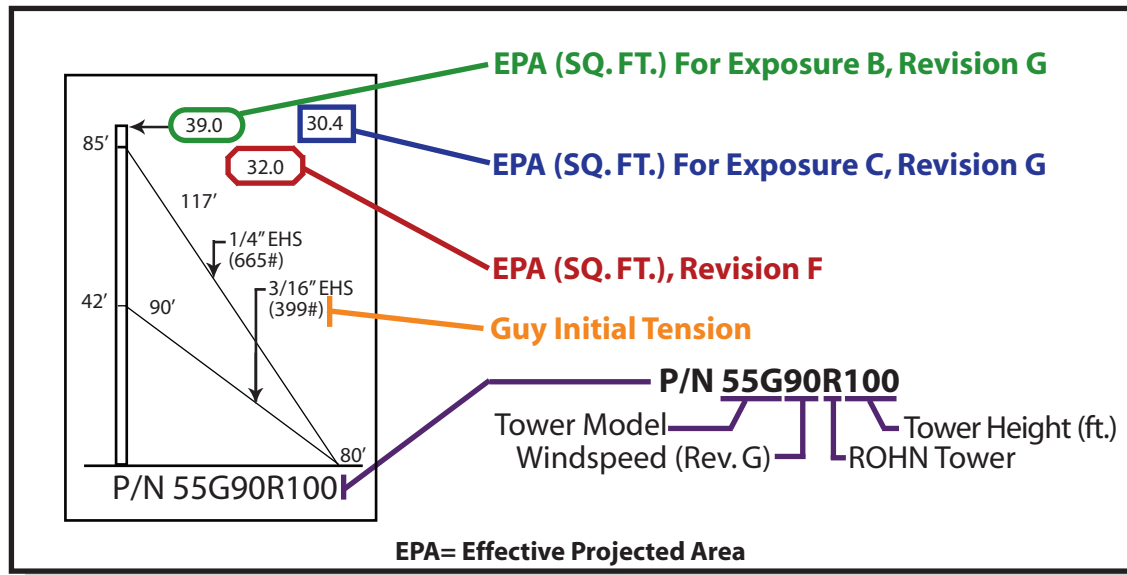 EPA (SQ. FT.) For Exposure B, Revision G
39.0
30.4
85’
EPA (SQ. FT.) For Exposure C, Revision G
32.0
117’
1/4” EHS
(665#)
EPA (SQ. FT.), Revision F
3/16” EHS
(399#)
42’
90’
Guy Initial Tension
P/N 55G90R100
Tower Model
Tower Height (ft.)
Windspeed (Rev. G)
ROHN Tower
80’
P/N 55G90R100
EPA= Effective Projected Area